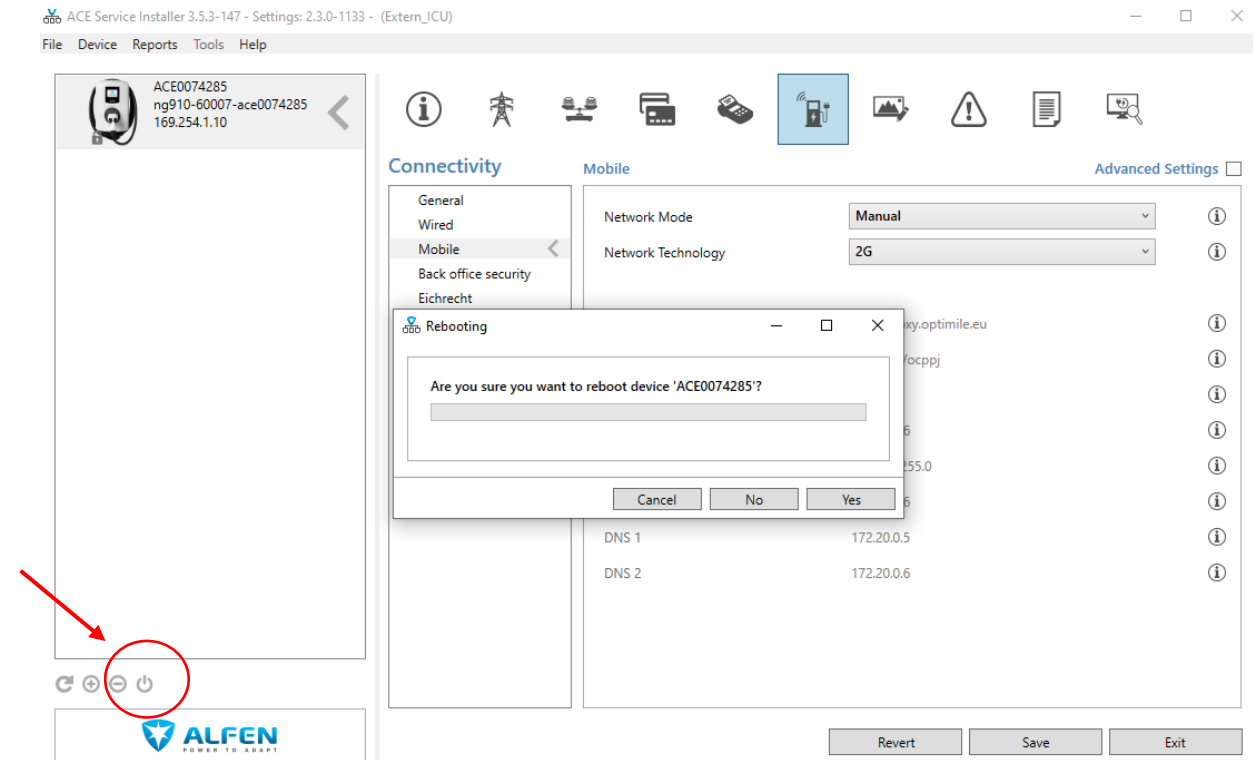 ACE Service Installer 3.5.3-147 - Settings: 2.3.0-1133 - (Extern_ICU)
File Device Reports Tools Help
ACE0074285
ng910-60007-ace0074285
169.254.1.10
Connectivity
General
Wired
Mobile
Back office security
Eichrecht
Mobile
Advanced Settings
Network Mode Manual
Network Technology 2G
/ocppj
DNS 1 172.20.0.5
DNS 2 172.20.0.6
Rebooting
Are you sure you want to reboot device 'ACE0074285'?
Cancel No Yes
ALFEN
POWER TO ADAPT
Revert Save Exit